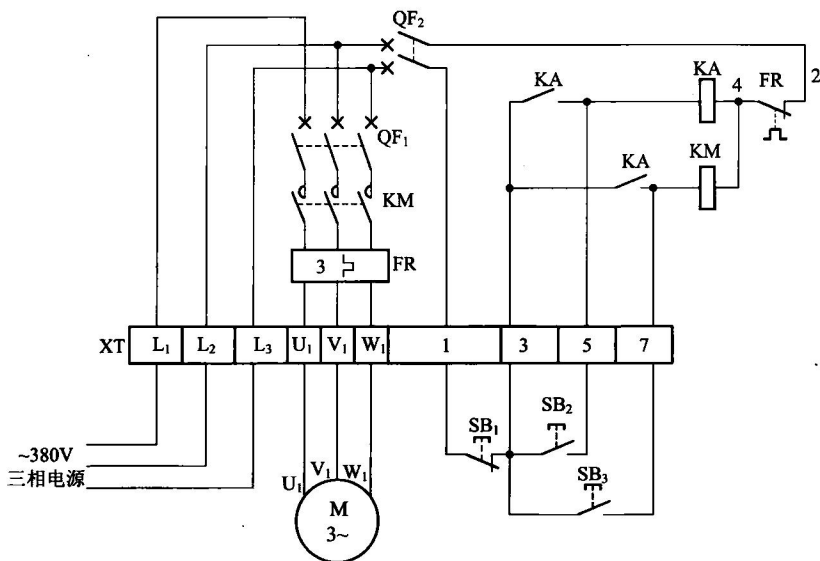 QF₂
KA
KA
4
FR
2
QF₁
KA
KM
KM
3
FR
XT
L₁
L₂
L₃
U₁
V₁
W₁
1
3
5
7
SB₁
SB₂
~380V
三相电源
U₁
V₁
W₁
SB₃
M
3~